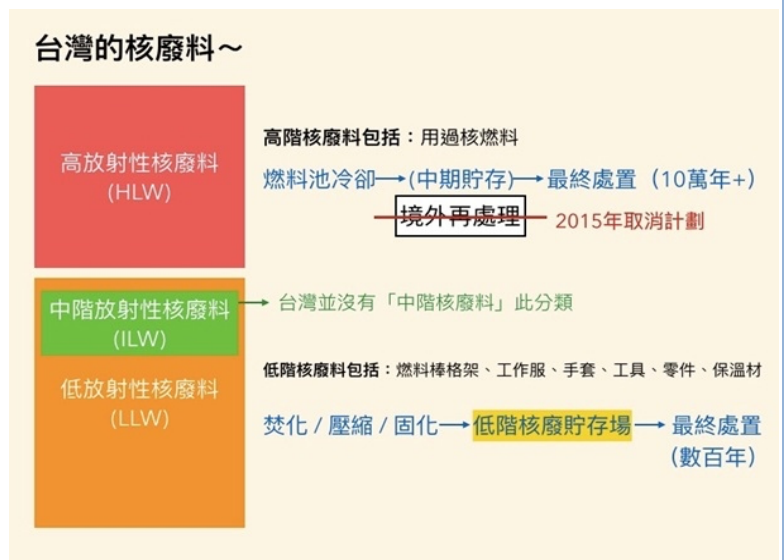 台灣的核廢料～
高放射性核廢料
(HLW)
高階核廢料包括：用過核燃料
燃料池冷卻→(中期貯存)→最終處置（10萬年+）
境外再處理 2015年取消計劃
中階放射性核廢料
(ILW)
→ 台灣並沒有「中階核廢料」此分類
低放射性核廢料
(LLW)
低階核廢料包括：燃料棒格架、工作服、手套、工具、零件、保溫材
焚化 / 壓縮 / 固化→低階核廢貯存場→ 最終處置
（數百年）